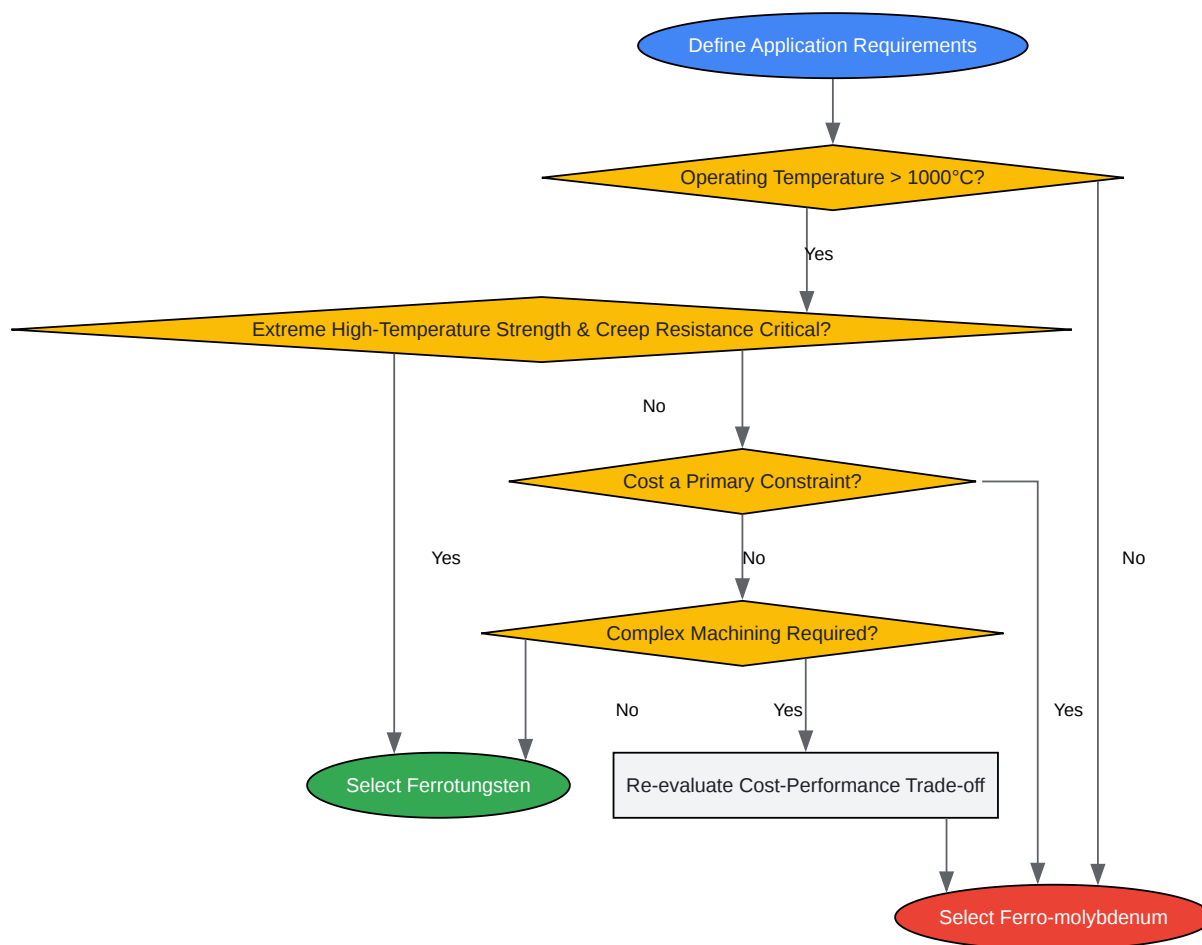 Define Application Requirements
Operating Temperature > 1000°C?
Yes
Extreme High-Temperature Strength & Creep Resistance Critical?
No
Cost a Primary Constraint?
Yes
No
No
Complex Machining Required?
No
Yes
Yes
Select Ferrotungsten
Re-evaluate Cost-Performance Trade-off
Select Ferro-molybdenum